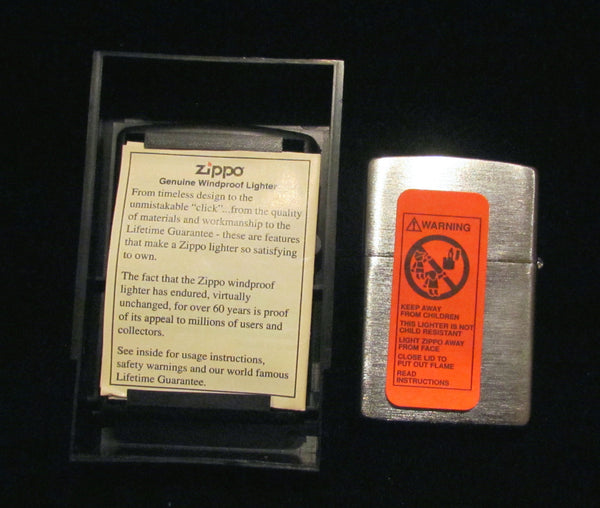 Zippo
Genuine Windproof Lighter
From timeless design to the
unmistakable "click"...from the quality
of materials and workmanship to the
Lifetime Guarantee - these are features
that make a Zippo lighter so satisfying
to own.
The fact that the Zippo windproof
lighter has endured, virtually
unchanged, for over 60 years is proof
of its appeal to millions of users and
collectors.
See inside for usage instructions,
safety warnings and our world famous
Lifetime Guarantee.
WARNING
KEEP AWAY
FROM CHILDREN
THIS LIGHTER IS NOT
CHILD RESISTANT
LIGHT ZIPPO AWAY
FROM FACE
CLOSE LID TO
PUT OUT FLAME
READ
INSTRUCTIONS